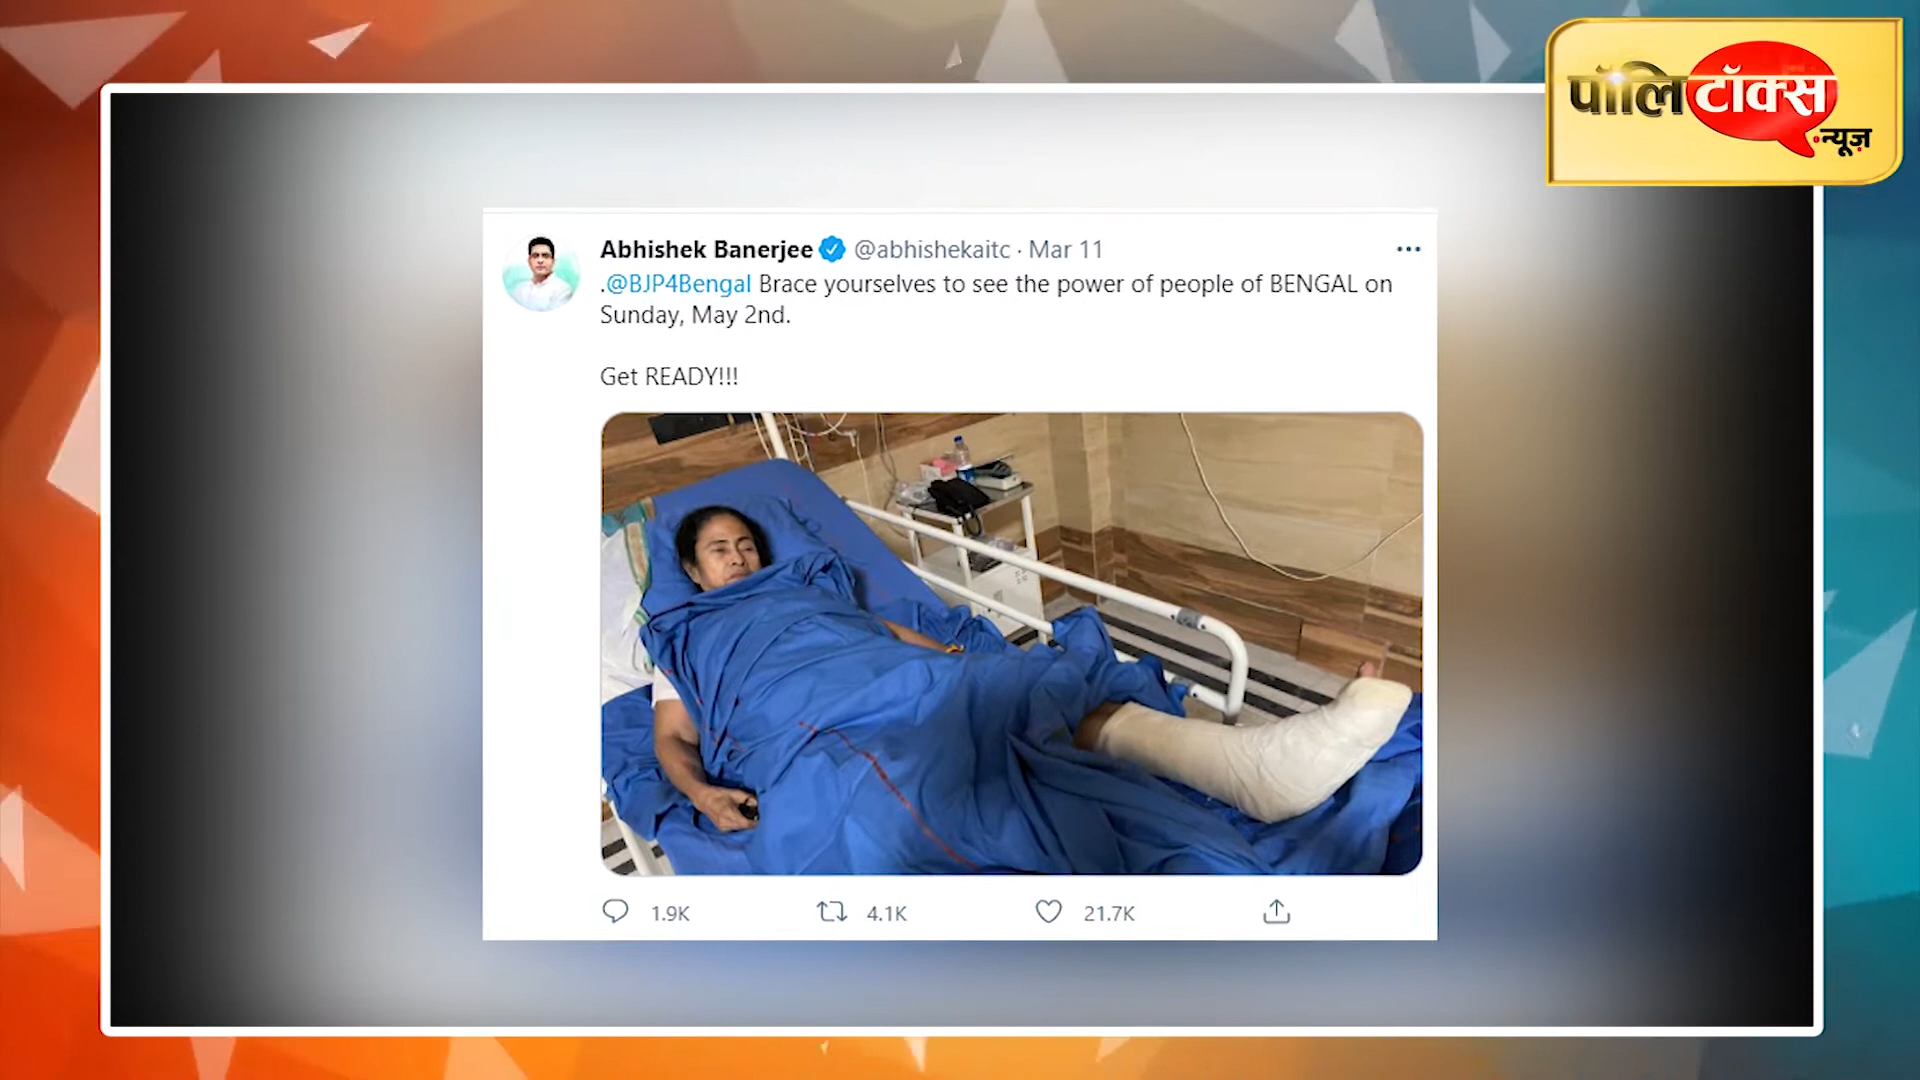 पॉलिटॉक्स
न्यूज़
Abhishek Banerjee @abhishekaitc · Mar 11
.@BJP4Bengal Brace yourselves to see the power of people of BENGAL on
Sunday, May 2nd.
Get READY!!!
1.9K 4.1K 21.7K